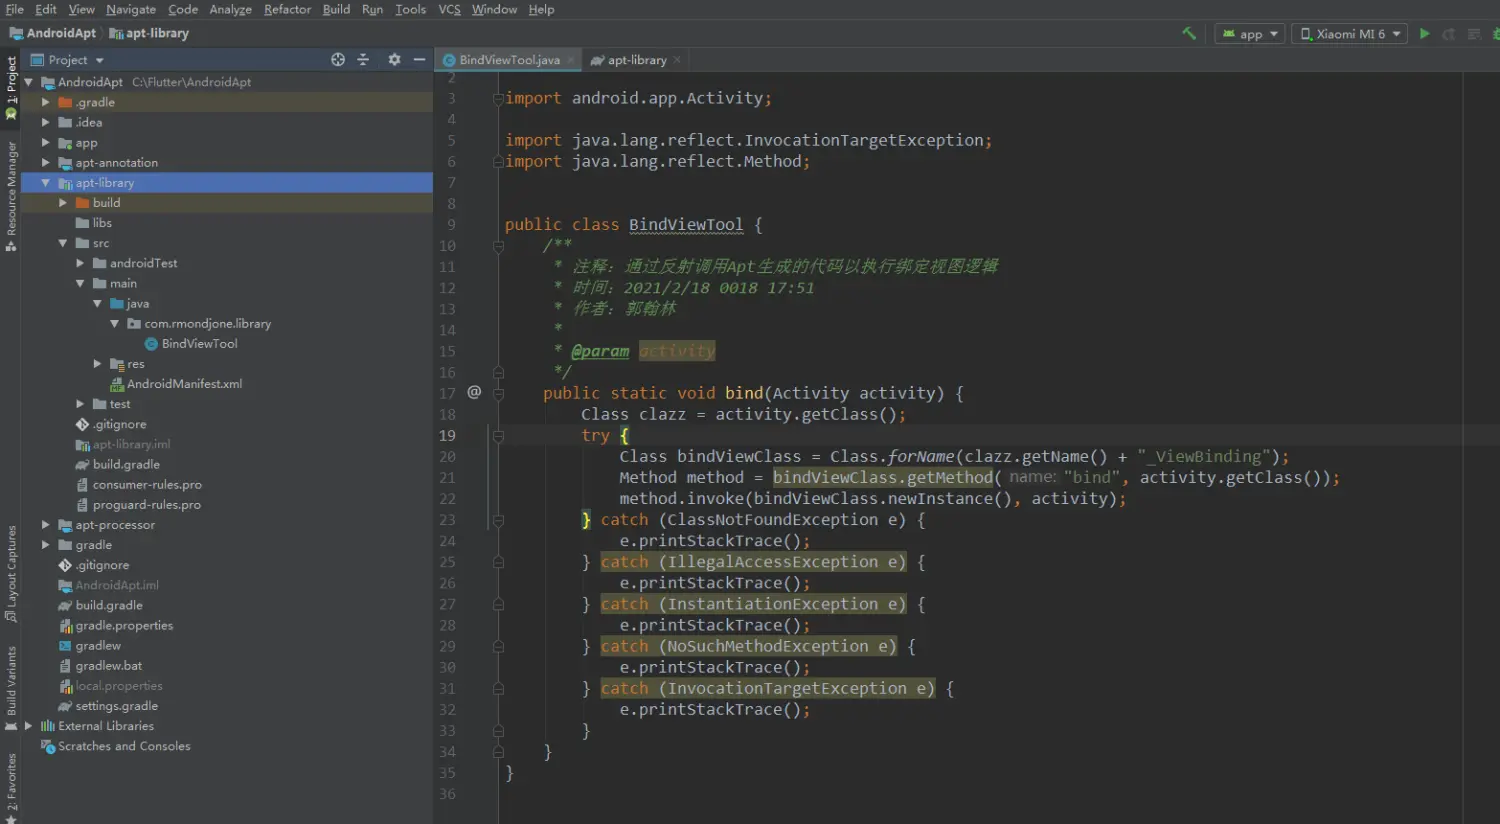 File Edit View Navigate Code Analyze Refactor Build Run Tools VCS Window Help
AndroidApt apt-library
app Xiaomi MI 6
1: Project
Resource Manager
Layout Captures
Build Variants
2: Favorites
Project
AndroidApt C:\Flutter\AndroidApt
.gradle
.idea
app
apt-annotation
apt-library
build
libs
src
androidTest
main
java
com.rmondjone.library
BindViewTool
res
AndroidManifest.xml
test
.gitignore
apt-library.iml
build.gradle
consumer-rules.pro
proguard-rules.pro
apt-processor
gradle
.gitignore
AndroidApt.iml
build.gradle
gradle.properties
gradlew
gradlew.bat
local.properties
settings.gradle
External Libraries
Scratches and Consoles
BindViewTool.java apt-library
2
3 import android.app.Activity;
4
5 import java.lang.reflect.InvocationTargetException;
6 import java.lang.reflect.Method;
7
8
9 public class BindViewTool {
10 /**
11 * 注释：通过反射调用Apt生成的代码以执行绑定视图逻辑
12 * 时间：2021/2/18 0018 17:51
13 * 作者：郭翰林
14 *
15 * @param activity
16 */
17 @ public static void bind(Activity activity) {
18 Class clazz = activity.getClass();
19 try {
20 Class bindViewClass = Class.forName(clazz.getName() + "_ViewBinding");
21 Method method = bindViewClass.getMethod( name: "bind", activity.getClass());
22 method.invoke(bindViewClass.newInstance(), activity);
23 } catch (ClassNotFoundException e) {
24 e.printStackTrace();
25 } catch (IllegalAccessException e) {
26 e.printStackTrace();
27 } catch (InstantiationException e) {
28 e.printStackTrace();
29 } catch (NoSuchMethodException e) {
30 e.printStackTrace();
31 } catch (InvocationTargetException e) {
32 e.printStackTrace();
33 }
34 }
35 }
36